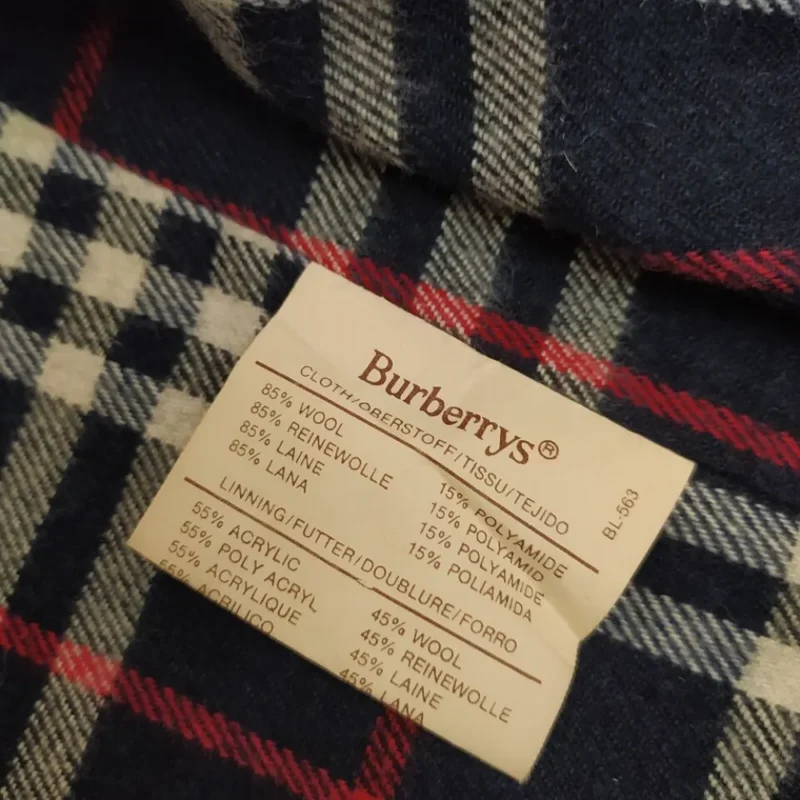 Burberrys®
CLOTH/OBERSTOFF/TISSU/TEJIDO
85% WOOL 15% POLYAMIDE
85% REINEWOLLE 15% POLYAMID
85% LAINE 15% POLYAMIDE
85% LANA 15% POLIAMIDA
LINNING/FUTTER/DOUBLURE/FORRO
55% ACRYLIC 45% WOOL
55% POLY ACRYL 45% REINEWOLLE
55% ACRYLIQUE 45% LAINE
55% ACRILICO 45% LANA
BL-563